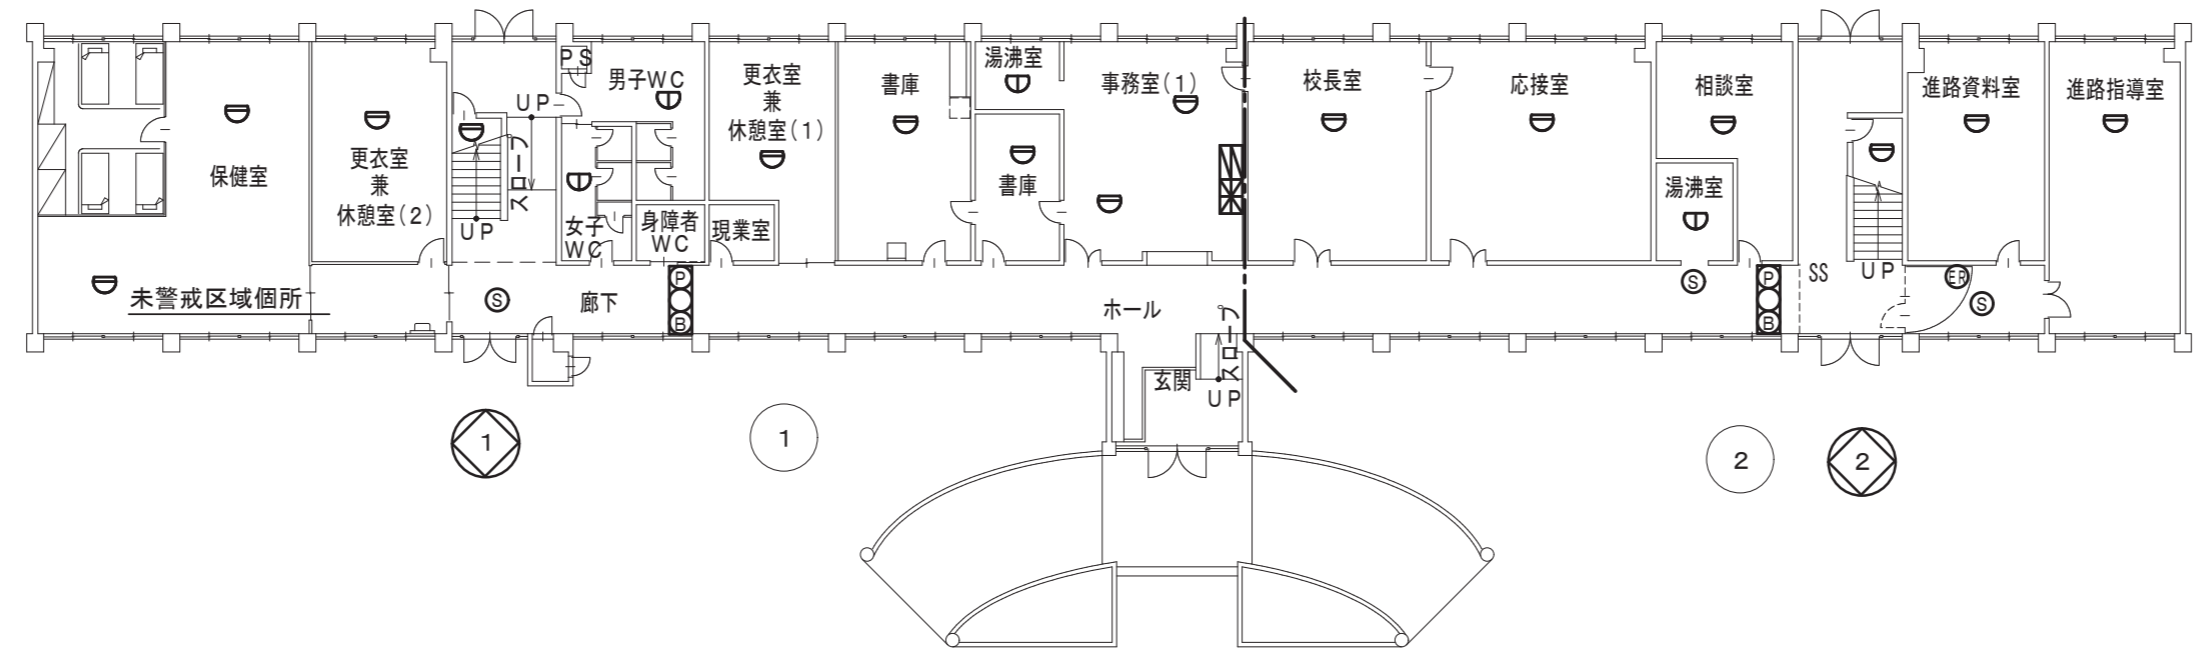 PS
男子WC
更衣室
兼
休憩室(1)
書庫
湯沸室
事務室(1)
校長室
応接室
相談室
進路資料室
進路指導室
保健室
更衣室
兼
休憩室(2)
UP
スロープ
UP
女子
WC
身障者
WC
現業室
書庫
湯沸室
未警戒区域個所
S
廊下
P
B
ホール
スロープ
UP
玄関
S
P
B
SS
UP
ER
S
1
1
2
2